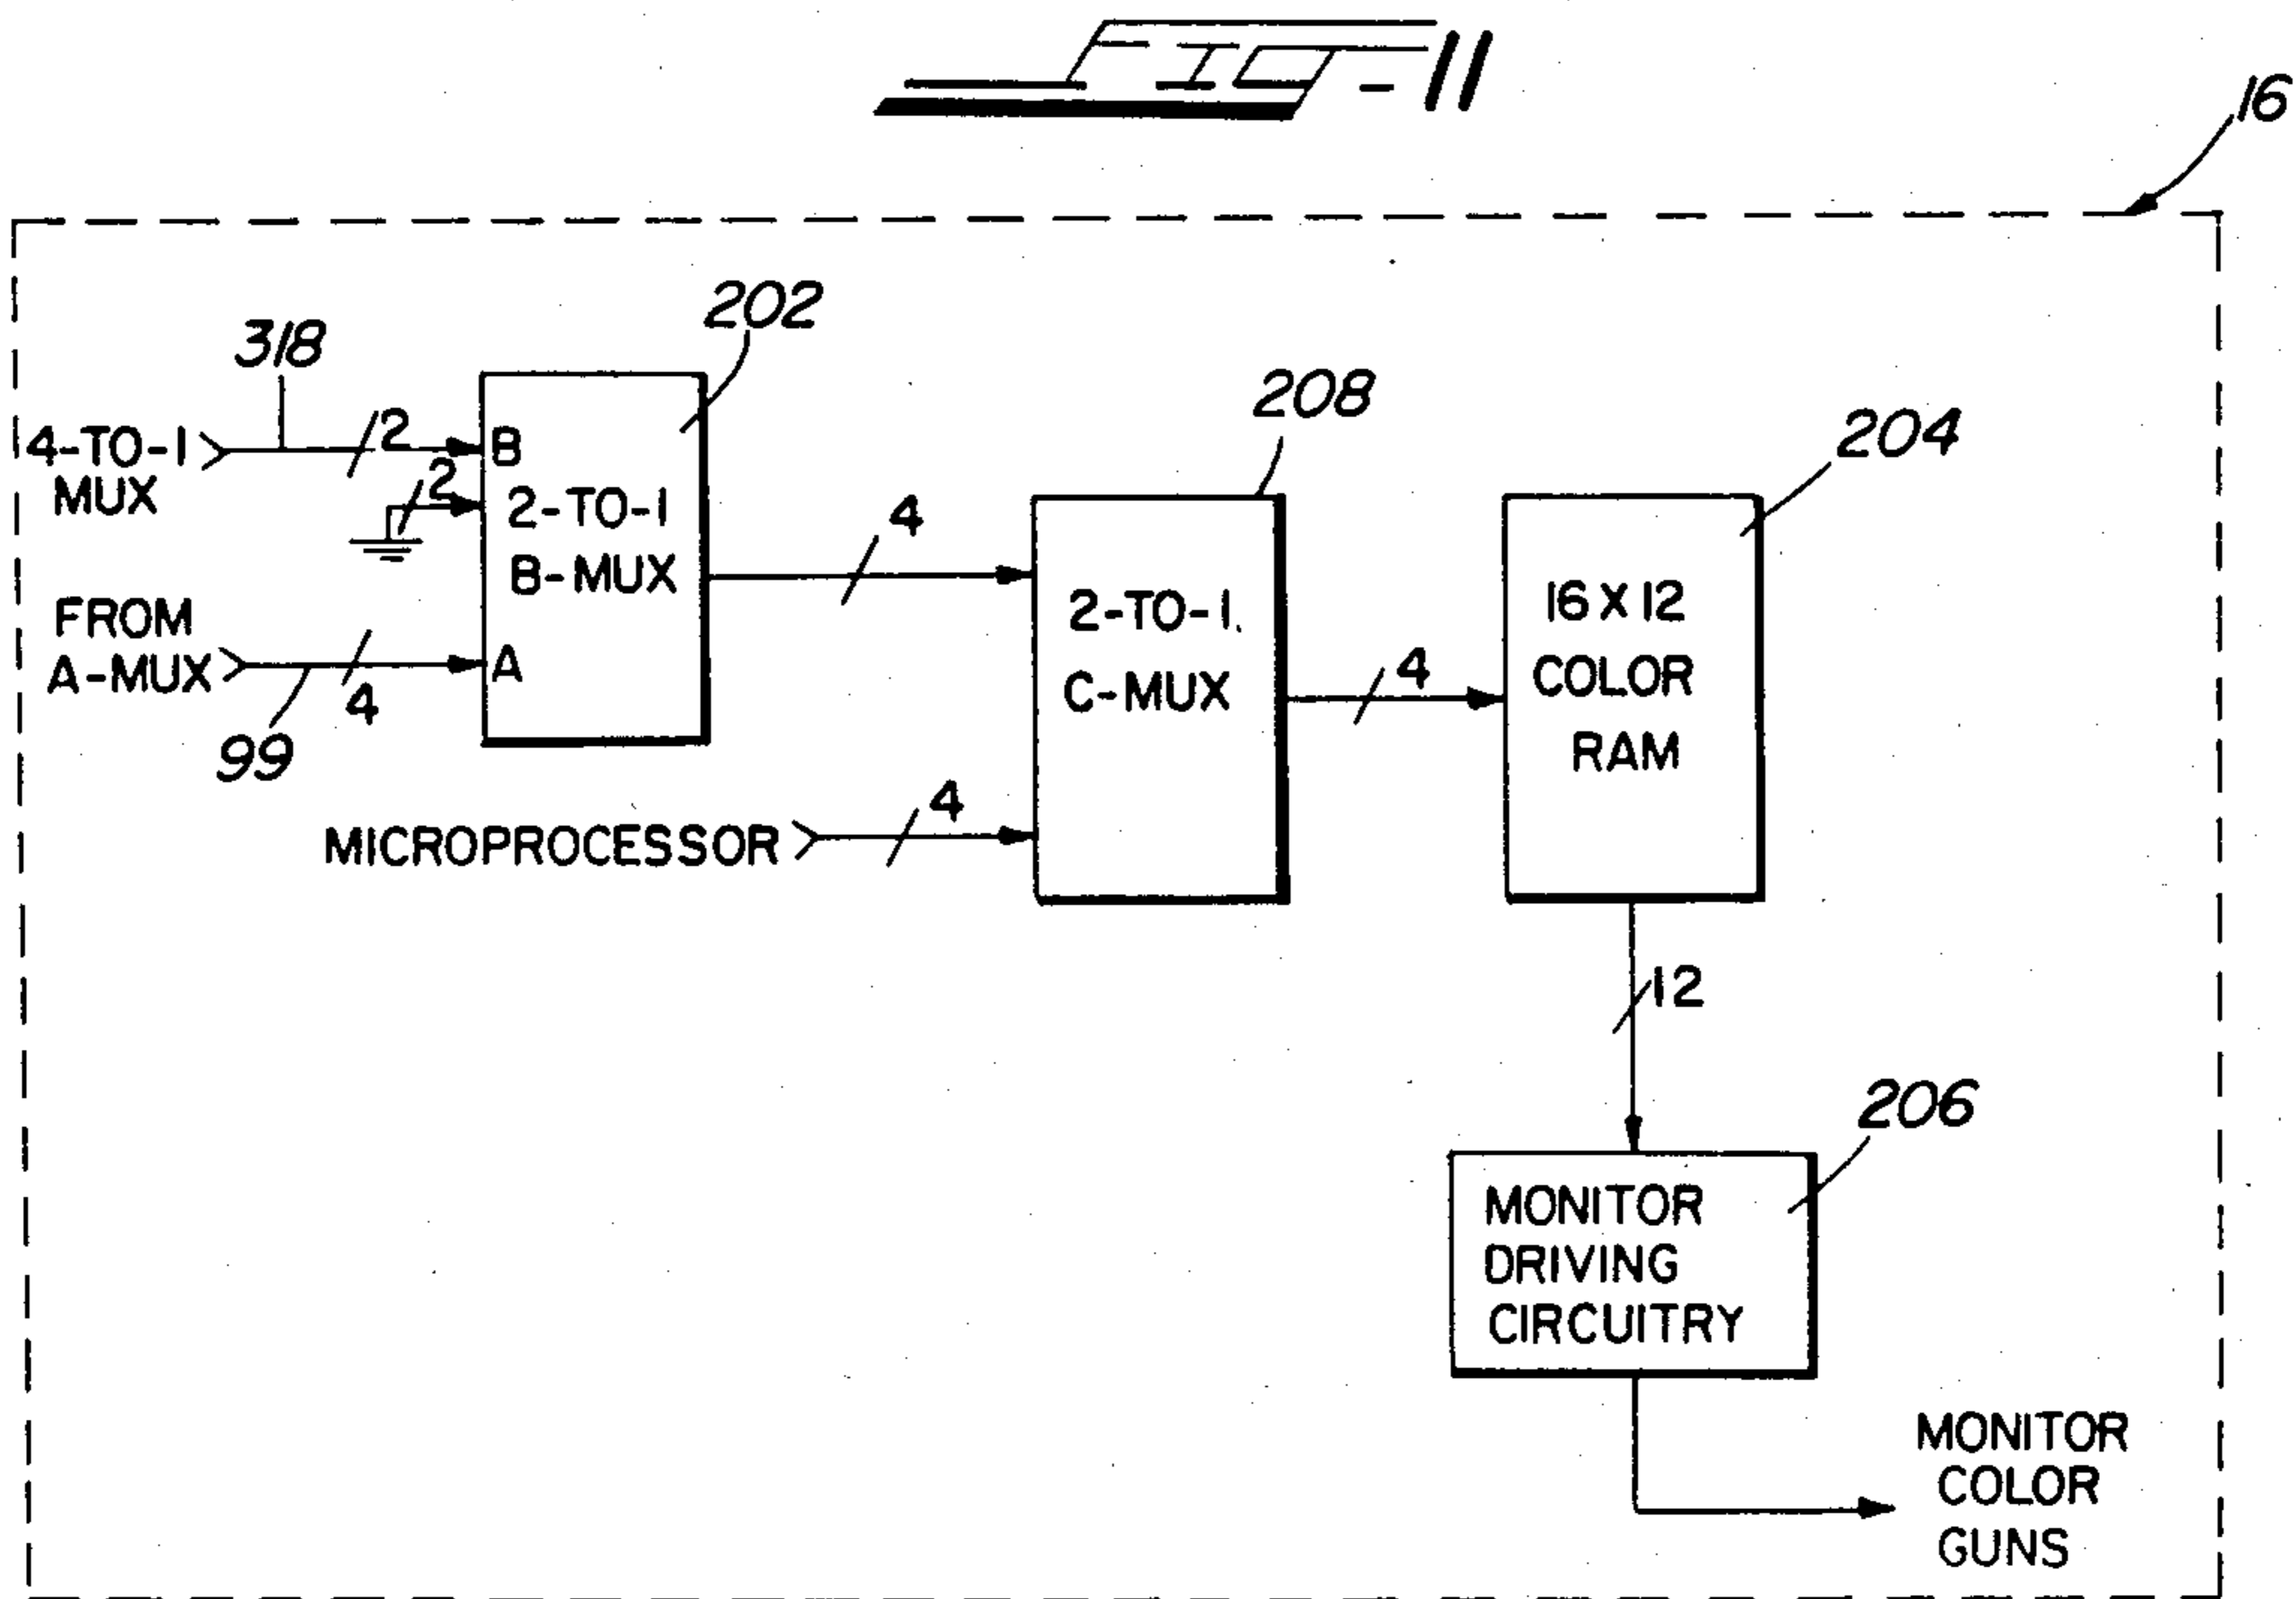 FIG-11
16
202
318
208
204
4-TO-1
MUX
2
2
B
2-TO-1
B-MUX
A
FROM
A-MUX
4
99
4
2-TO-1
C-MUX
MICROPROCESSOR
4
4
16 X 12
COLOR
RAM
12
206
MONITOR
DRIVING
CIRCUITRY
MONITOR
COLOR
GUNS